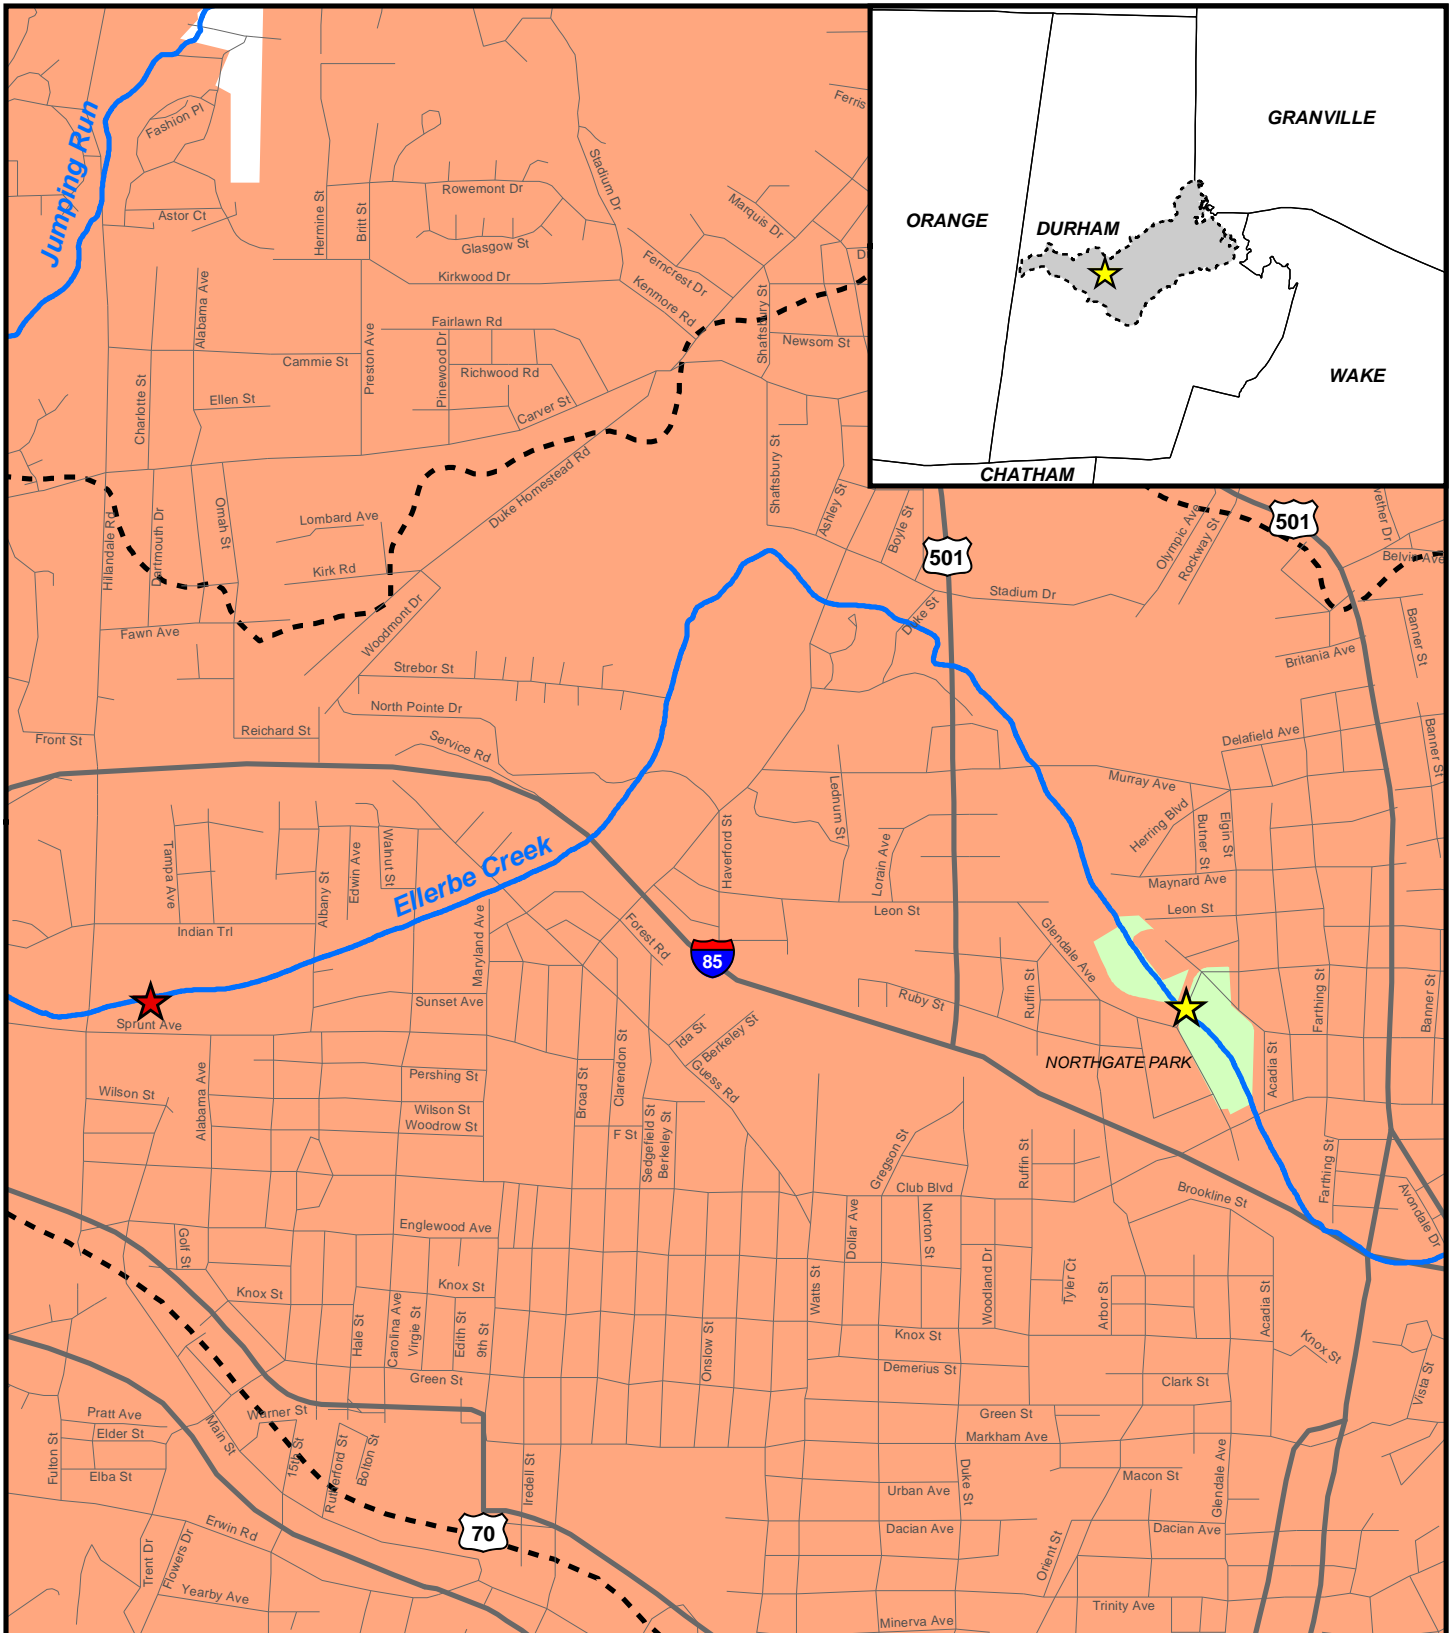 Jumping Run
Fashion Pl
Astor Ct
Hermine St
Britt St
Rowemont Dr
Glasgow St
Kirkwood Dr
Stadium Dr
Ferris
Marquis Dr
Ferncrest Dr
Kenmore Rd
Shaftsbury St
Newsom St
D
GRANVILLE
ORANGE
DURHAM
WAKE
CHATHAM
Alabama Ave
Cammie St
Preston Ave
Fairlawn Rd
Pinewood Dr
Richwood Rd
Carver St
Charlotte St
Ellen St
Duke Homestead Rd
Shaftsbury St
Ashley St
Boyle St
501
Olympic Ave
Rockway St
501
wether Dr
Belvin Ave
Hillandale Rd
Dartmouth Dr
Omah St
Lombard Ave
Kirk Rd
Woodmont Dr
Fawn Ave
Strebor St
North Pointe Dr
Service Rd
Reichard St
Front St
Duke St
Stadium Dr
Banner St
Britania Ave
Delafield Ave
Banner St
Murray Ave
Herring Blvd
Butner St
Elgin St
Maynard Ave
Leon St
Lednum St
Lorain Ave
Haverford St
Leon St
Glendale Ave
Tampa Ave
Indian Trl
Albany St
Edwin Ave
Walnut St
Ellerbe Creek
Maryland Ave
Sunset Ave
Forest Rd
85
Ruby St
Ruffin St
Farthing St
Banner St
Sprunt Ave
NORTHGATE PARK
Acadia St
Ida St
Berkeley St
Guess Rd
Clarendon St
Broad St
Pershing St
Wilson St
Woodrow St
Wilson St
Alabama Ave
F St
Sedgefield St
Berkeley St
Gregson St
Club Blvd
Ruffin St
Brookline St
Farthing St
Avondale Dr
Golf St
Englewood Ave
Dollar Ave
Norton St
Woodland Dr
Watts St
Tyler Ct
Arbor St
Acadia St
Knox St
Knox St
Hale St
Carolina Ave
Virgie St
Edith St
9th St
Green St
Onslow St
Knox St
Demerius St
Clark St
Knox St
Vista St
Pratt Ave
Elder St
Elba St
Fulton St
Main St
Warner St
15th St
Rutherford St
Bolton St
Iredell St
70
Green St
Markham Ave
Macon St
Glendale Ave
Urban Ave
Duke St
Dacian Ave
Dacian Ave
Orient St
Trinity Ave
Minerva Ave
Erwin Rd
Trent Dr
Flowers Dr
Yearby Ave